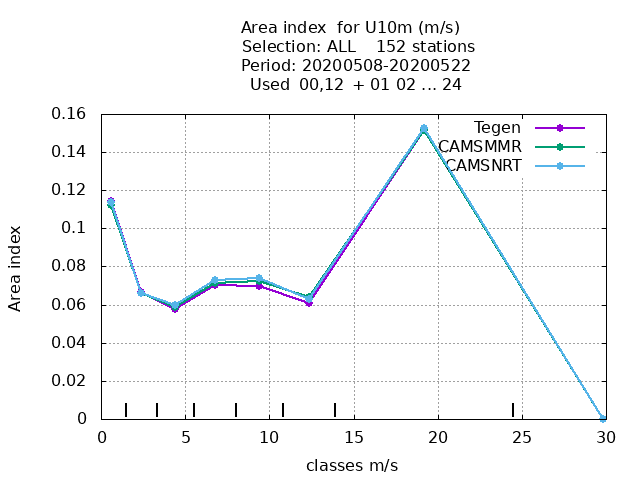 Area index  for U10m (m/s)
Selection: ALL    152 stations
Period: 20200508-20200522
Used  00,12  + 01 02 ... 24
0.16
0.14
0.12
0.1
0.08
0.06
0.04
0.02
0
Area index
Tegen
CAMSMMR
CAMSNRT
0 5 10 15 20 25 30
classes m/s